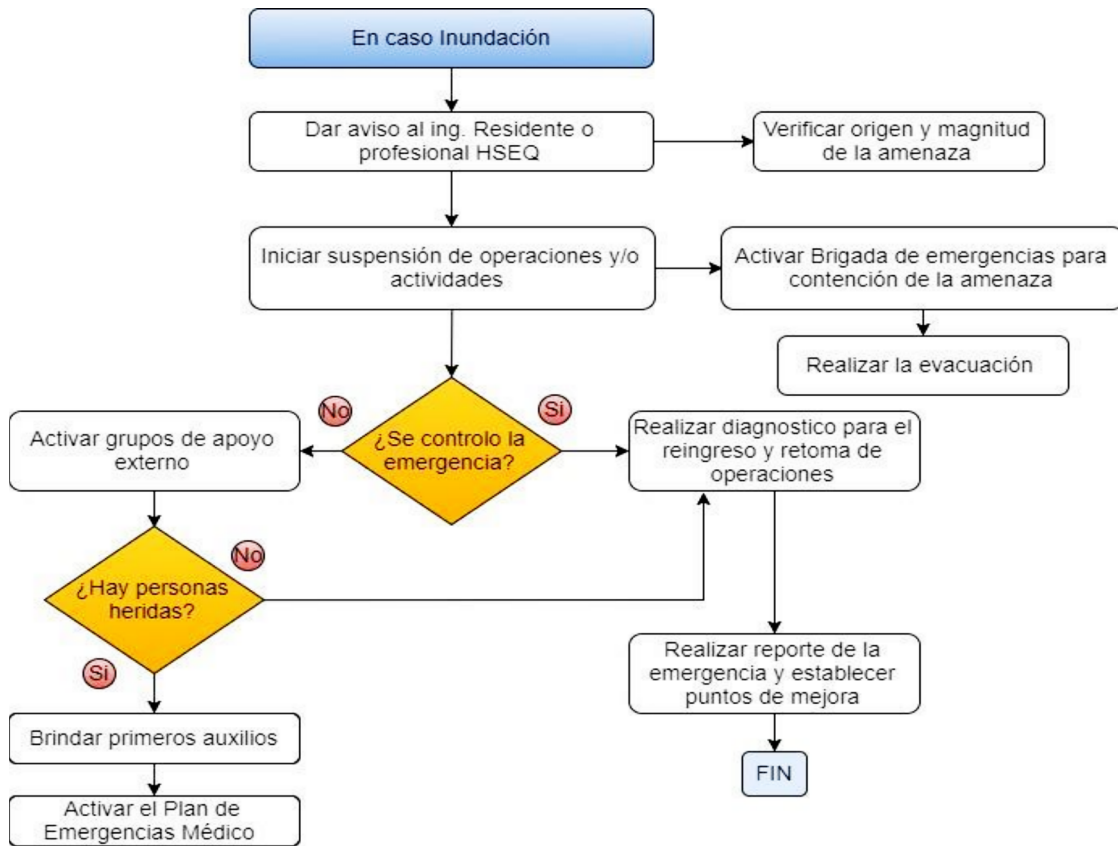 En caso Inundación
Dar aviso al ing. Residente o
profesional HSEQ
Verificar origen y magnitud
de la amenaza
Iniciar suspensión de operaciones y/o
actividades
Activar Brigada de emergencias para
contención de la amenaza
Realizar la evacuación
No
Si
¿Se controlo la
emergencia?
Activar grupos de apoyo
externo
Realizar diagnostico para el
reingreso y retoma de
operaciones
No
¿Hay personas
heridas?
Si
Realizar reporte de la
emergencia y establecer
puntos de mejora
Brindar primeros auxilios
FIN
Activar el Plan de
Emergencias Médico